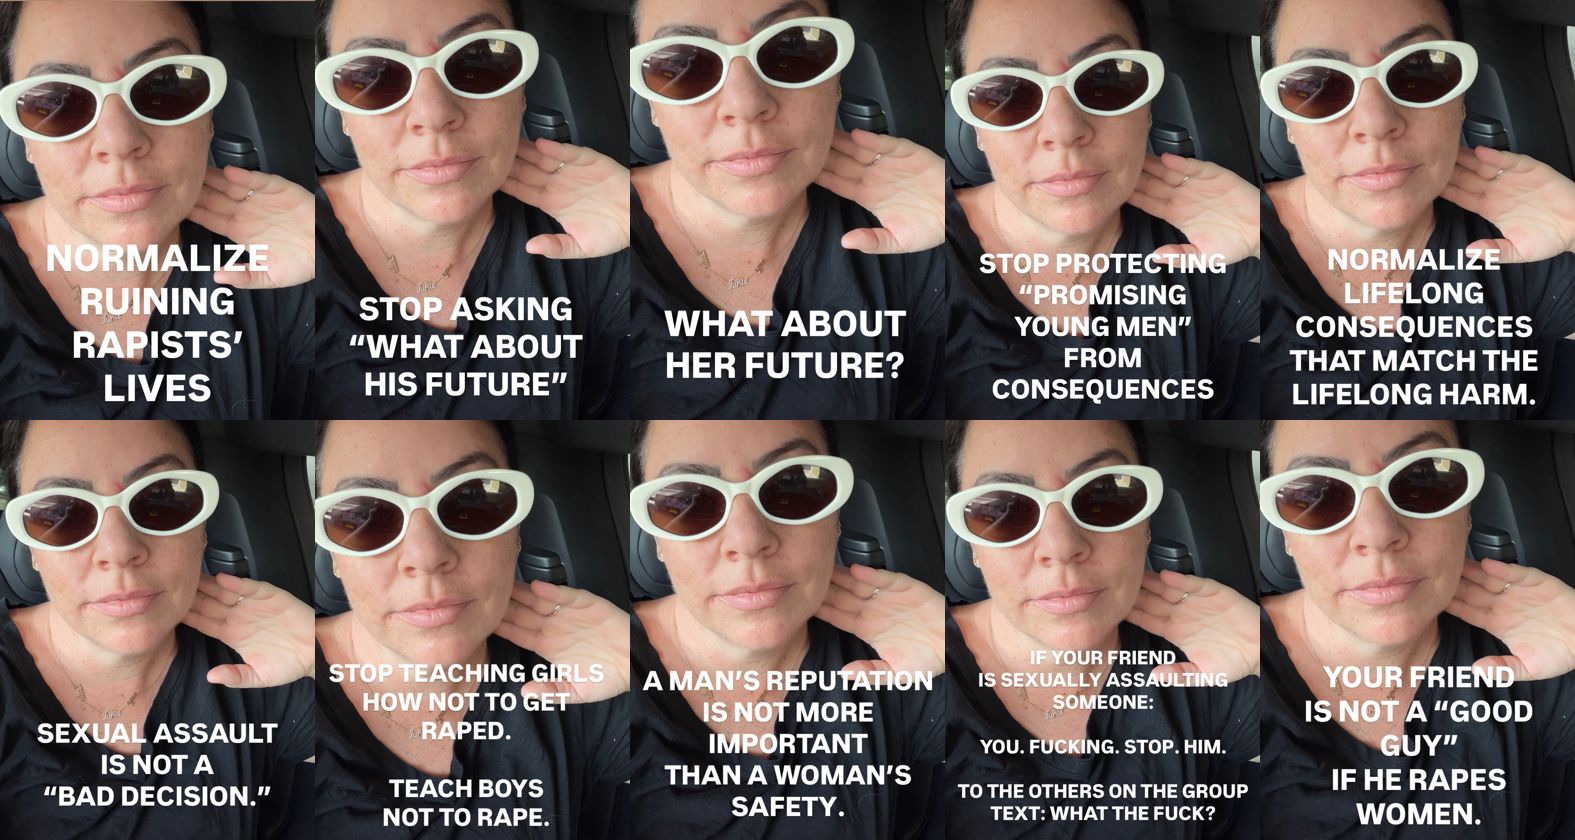 NORMALIZE
RUINING
RAPISTS'
LIVES
STOP ASKING
“WHAT ABOUT
HIS FUTURE”
WHAT ABOUT
HER FUTURE?
STOP PROTECTING
“PROMISING
YOUNG MEN”
FROM
CONSEQUENCES
NORMALIZE
LIFELONG
CONSEQUENCES
THAT MATCH THE
LIFELONG HARM.
SEXUAL ASSAULT
IS NOT A
“BAD DECISION.”
STOP TEACHING GIRLS
HOW NOT TO GET
RAPED.
TEACH BOYS
NOT TO RAPE.
A MAN’S REPUTATION
IS NOT MORE
IMPORTANT
THAN A WOMAN’S
SAFETY.
IF YOUR FRIEND
IS SEXUALLY ASSAULTING
SOMEONE:
YOU. FUCKING. STOP. HIM.
TO THE OTHERS ON THE GROUP
TEXT: WHAT THE FUCK?
YOUR FRIEND
IS NOT A “GOOD
GUY”
IF HE RAPES
WOMEN.